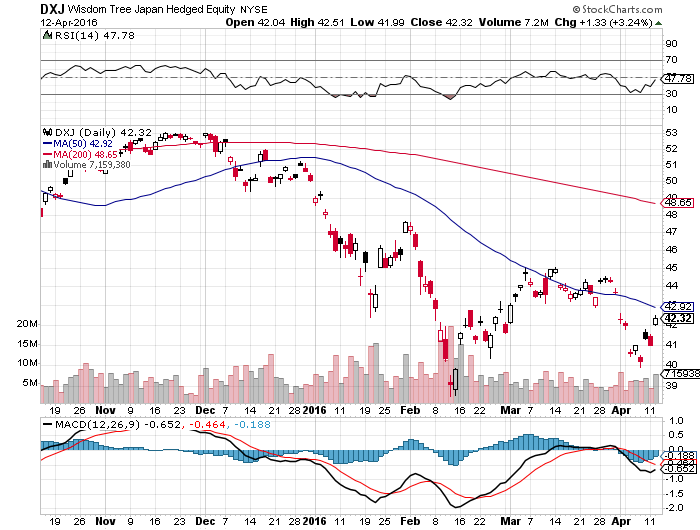 DXJ Wisdom Tree Japan Hedged Equity NYSE © StockCharts.com
12-Apr-2016 Open 42.04 High 42.51 Low 41.99 Close 42.32 Volume 7.2M Chg +1.33 (+3.24%)
RSI(14) 47.78
90
70
47.78
30
10
DXJ (Daily) 42.32
MA(50) 42.92
MA(200) 48.65
Volume 7,159,380
53
52
51
50
49
48.65
48
47
46
45
44
43
42.92
42.32
41
40
39
20M
15M
10M
5M
7159380
19 26 Nov 9 16 23 Dec 7 14 21 28 2016 11 19 25 Feb 8 16 22 Mar 7 14 21 28 Apr 11
MACD(12,26,9) -0.652, -0.464, -0.188
1.0
0.5
0.0
-0.188
-0.464
-0.652
-1.0
-1.5
-2.0
19 26 Nov 9 16 23 Dec 7 14 21 28 2016 11 19 25 Feb 8 16 22 Mar 7 14 21 28 Apr 11